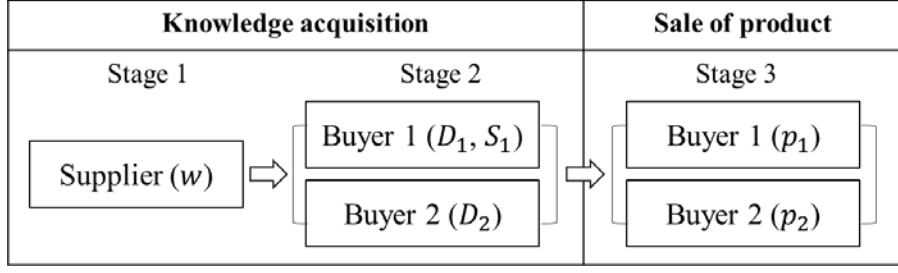 Knowledge acquisition
Sale of product
Stage 1
Stage 2
Stage 3
Supplier (w)
Buyer 1 (D₁, S₁)
Buyer 2 (D₂)
Buyer 1 (p₁)
Buyer 2 (p₂)